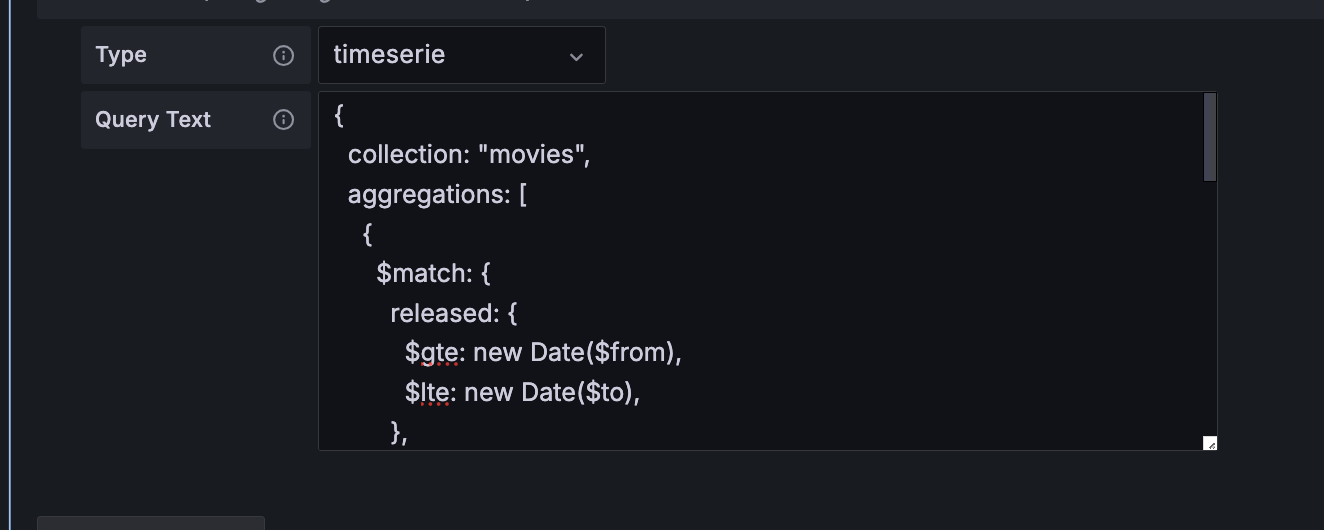 Type
timeserie
Query Text
{
collection: "movies",
aggregations: [
{
$match: {
released: {
$gte: new Date($from),
$lte: new Date($to),
},